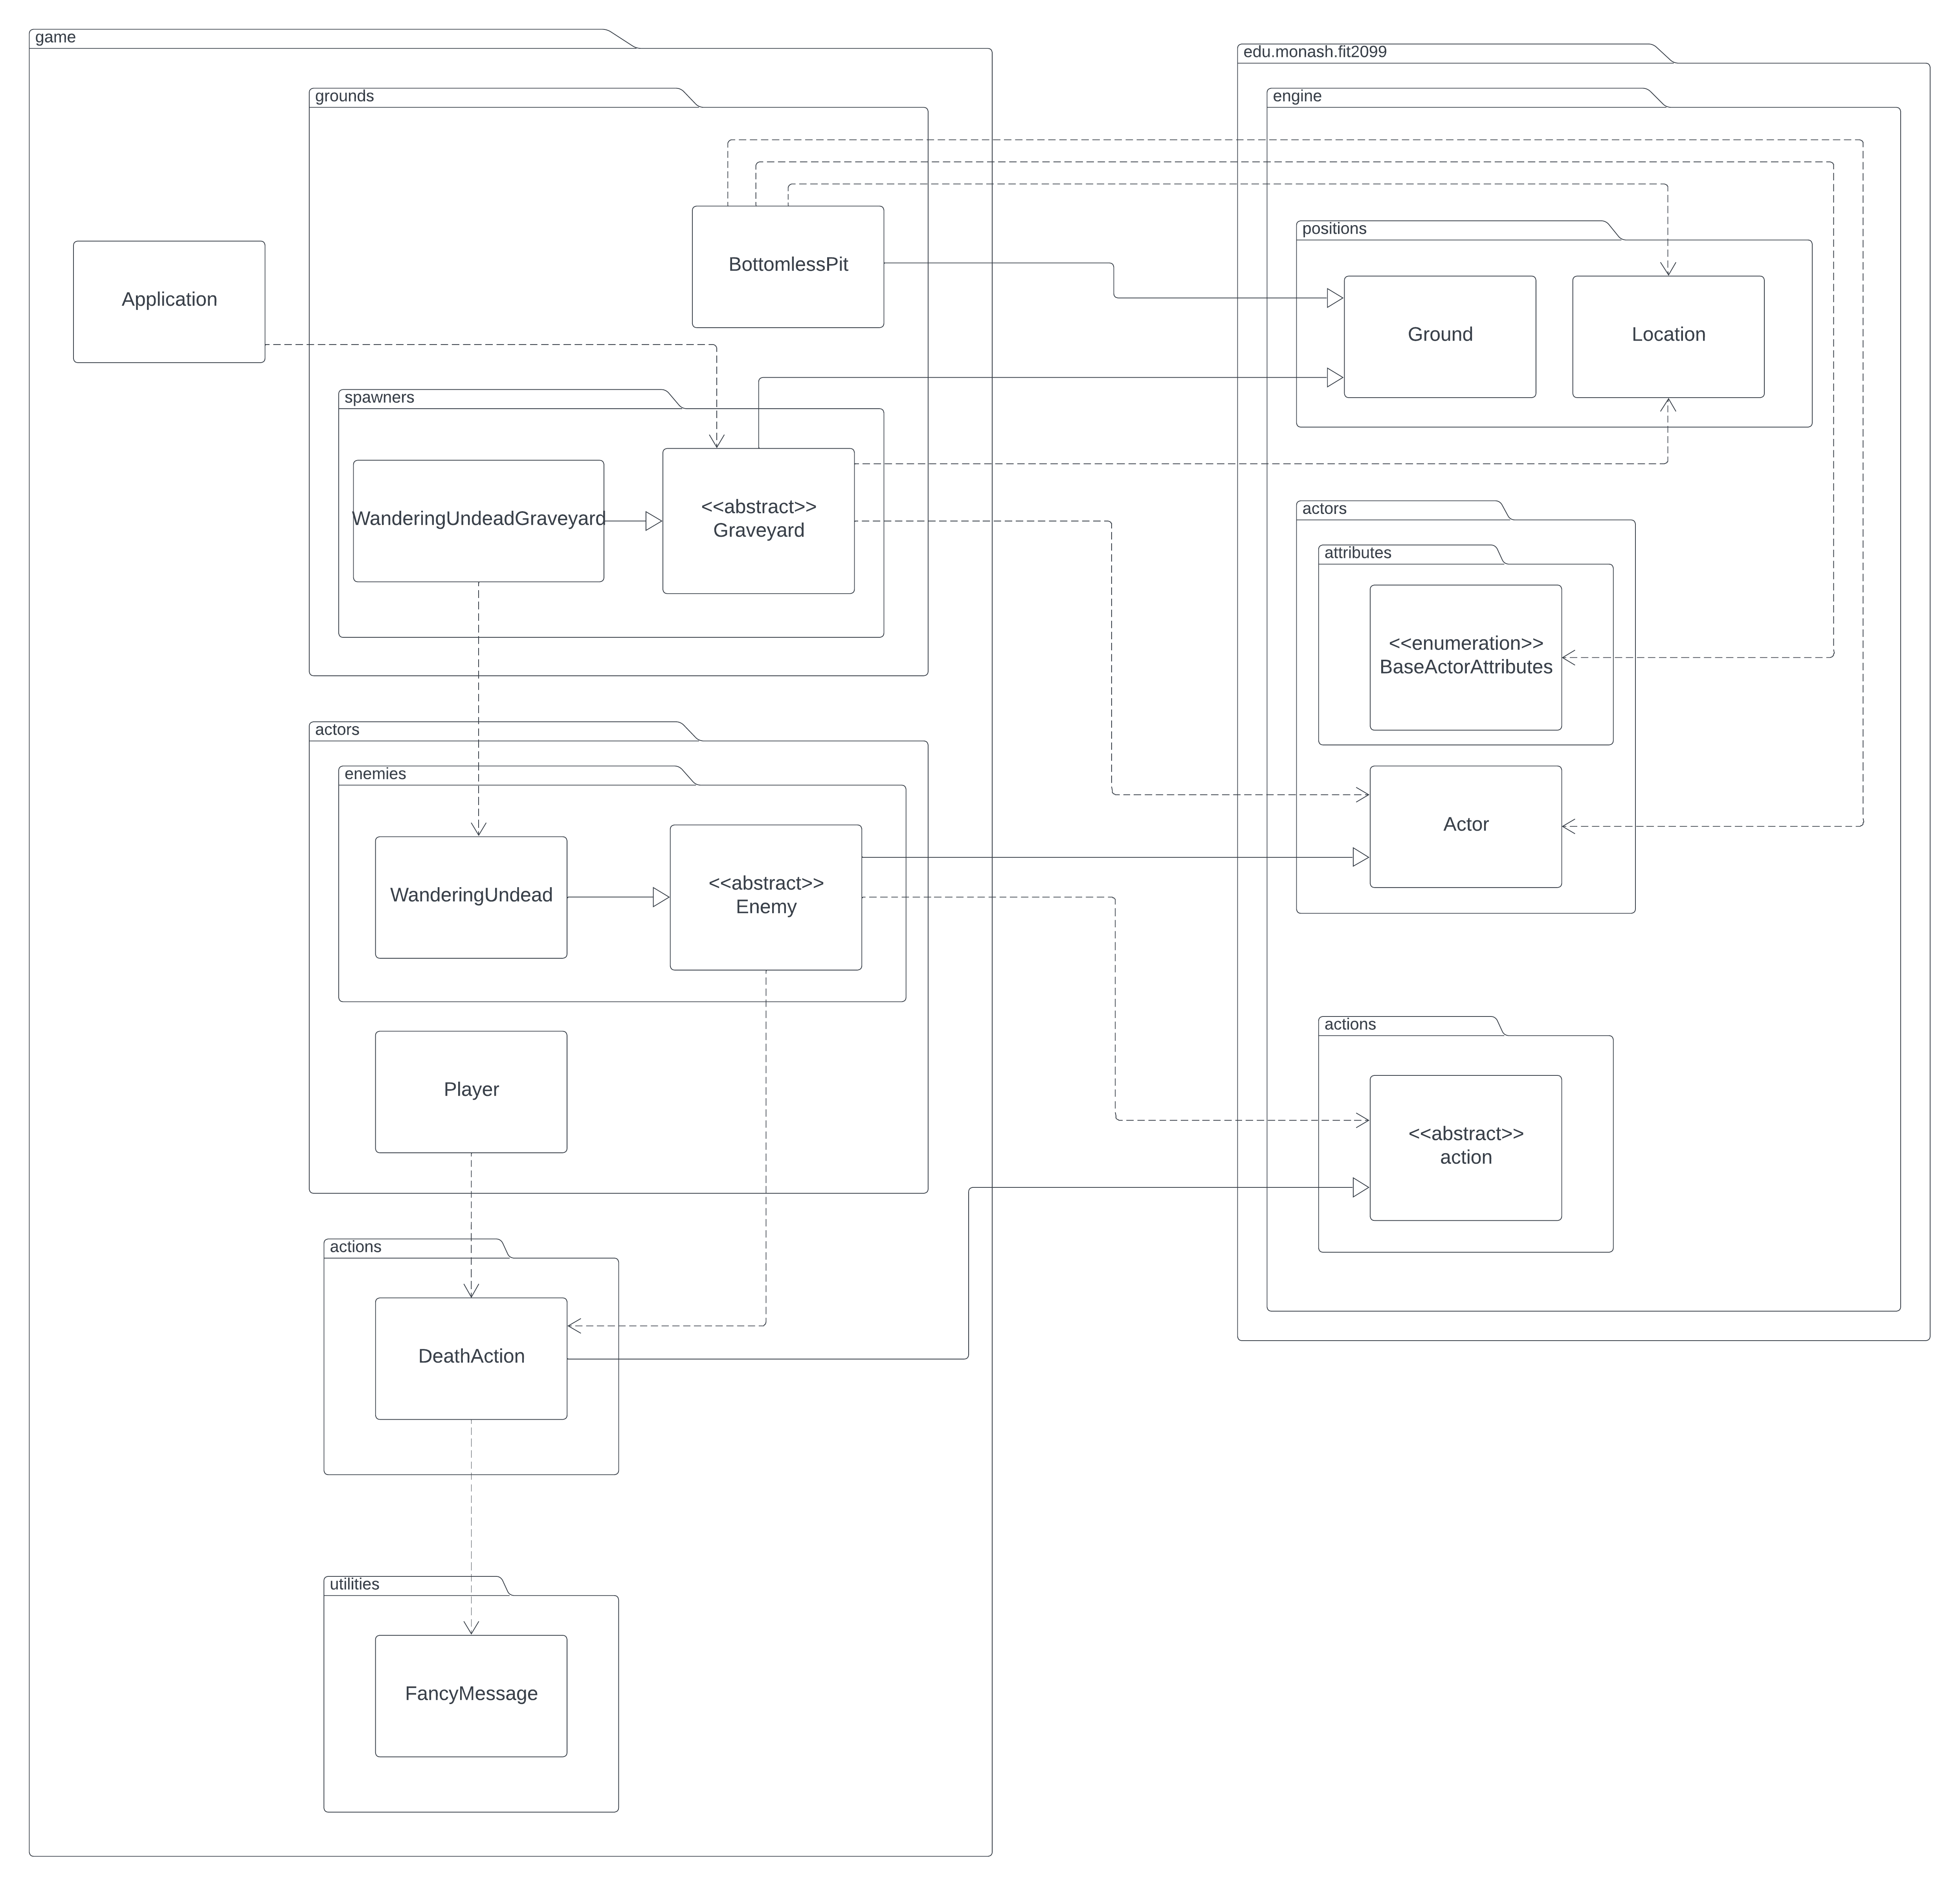 game
edu.monash.fit2099
grounds
engine
BottomlessPit
positions
Application
Ground
Location
spawners
WanderingUndeadGraveyard
<<abstract>>
Graveyard
actors
attributes
<<enumeration>>
BaseActorAttributes
actors
enemies
Actor
WanderingUndead
<<abstract>>
Enemy
Player
actions
<<abstract>>
action
actions
DeathAction
utilities
FancyMessage